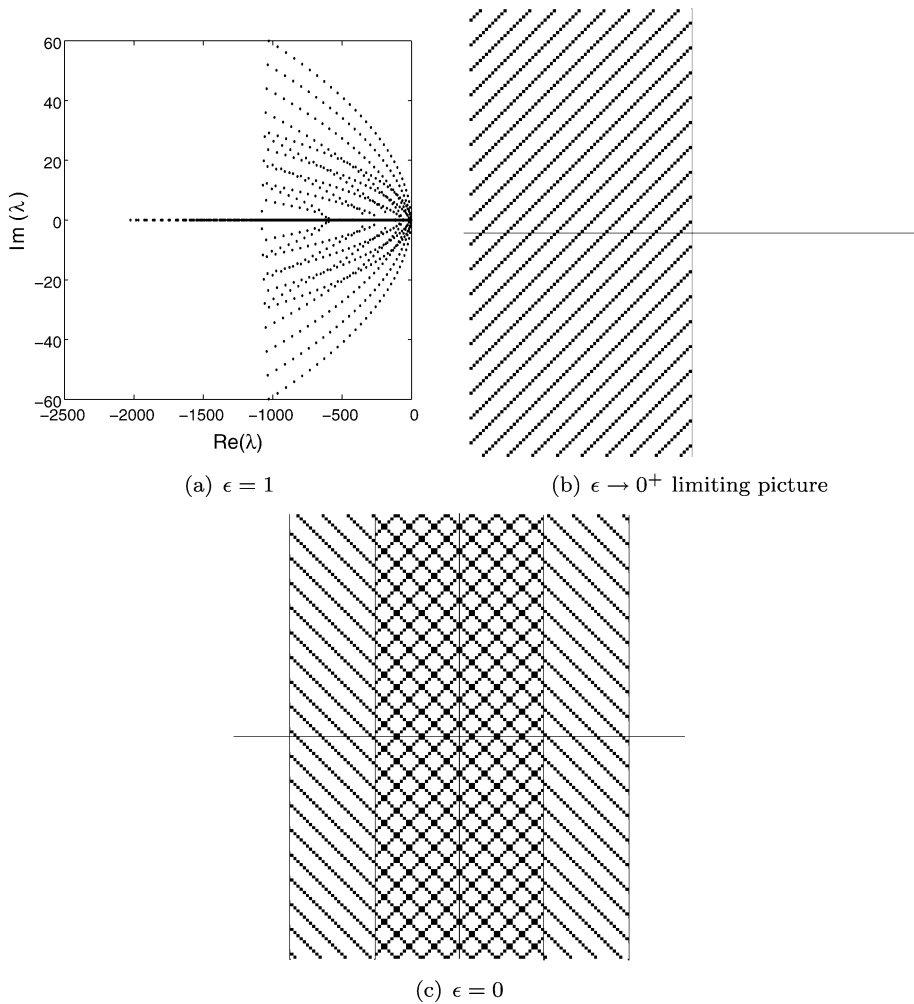 60
40
20
0
−20
−40
−60
Im (λ)
−2500 −2000 −1500 −1000 −500 0
Re(λ)
(a) ϵ = 1
(b) ϵ → 0⁺ limiting picture
(c) ϵ = 0